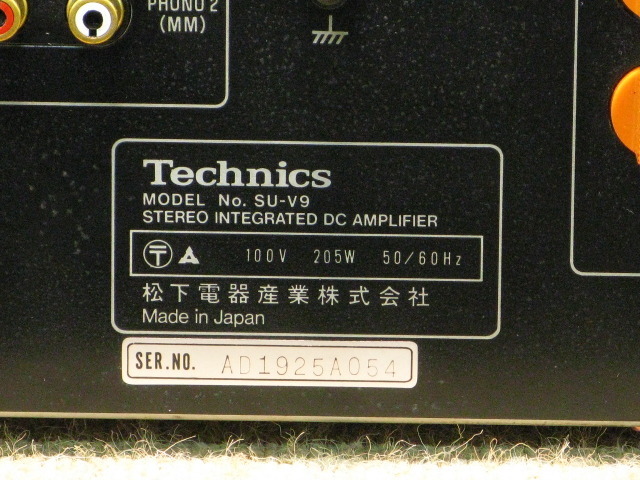 PHONO 2
(MM)
Technics
MODEL No. SU-V9
STEREO INTEGRATED DC AMPLIFIER
〒 100V 205W 50/60Hz
松下電器産業株式会社
Made in Japan
SER.NO. AD1925A054